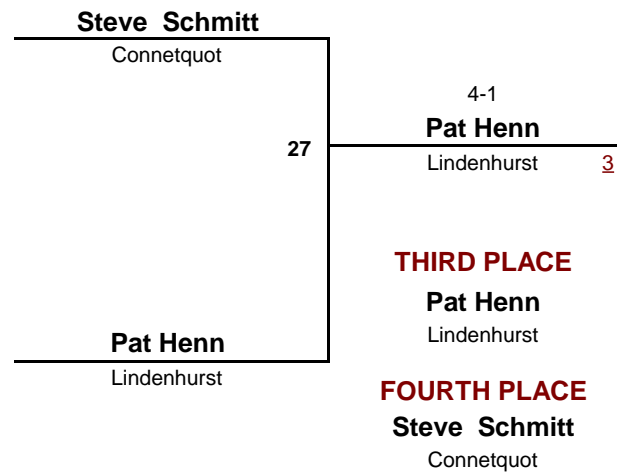 Steve Schmitt
Connetquot
4-1
Pat Henn
27
Lindenhurst 3
THIRD PLACE
Pat Henn
Lindenhurst
Pat Henn
Lindenhurst
FOURTH PLACE
Steve Schmitt
Connetquot